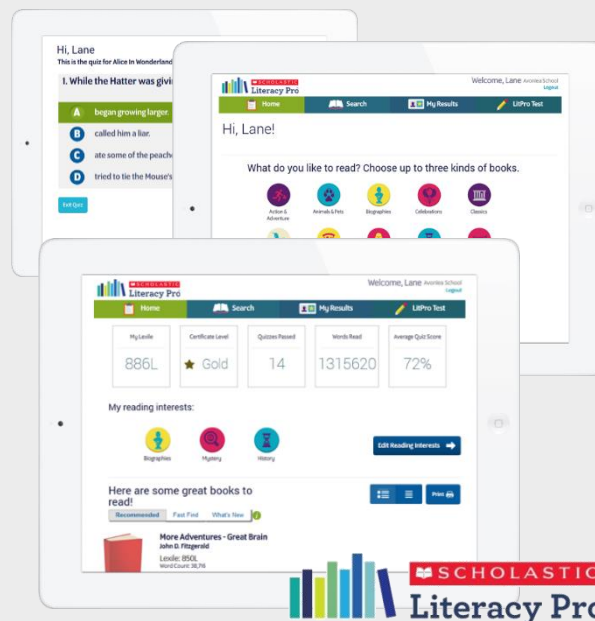 Hi, Lane
This is the quiz for Alice In Wonderland
1. While the Hatter was givi
A began growing larger.
B called him a liar.
C ate some of the peache
D tried to tie the Mouse's
Exit Quiz
SCHOLASTIC
Literacy Pro
Welcome, Lane Avonlea School
Logout
Home
Search
My Results
LitPro Test
Hi, Lane!
What do you like to read? Choose up to three kinds of books.
Action & Adventure
Animals & Pets
Biographies
Celebrations
Classics
SCHOLASTIC
Literacy Pro
Welcome, Lane Avonlea School
Logout
Home
Search
My Results
LitPro Test
My Lexile
Certificate Level
Quizzes Passed
Words Read
Average Quiz Score
886L
Gold
14
1315620
72%
My reading interests:
Biographies
Mystery
History
Edit Reading Interests
Here are some great books to
read!
Print
Recommended
Fast Find
What's New
More Adventures - Great Brain
John D. Fitzgerald
Lexile: 850L
SCHOLASTIC
Literacy Pro